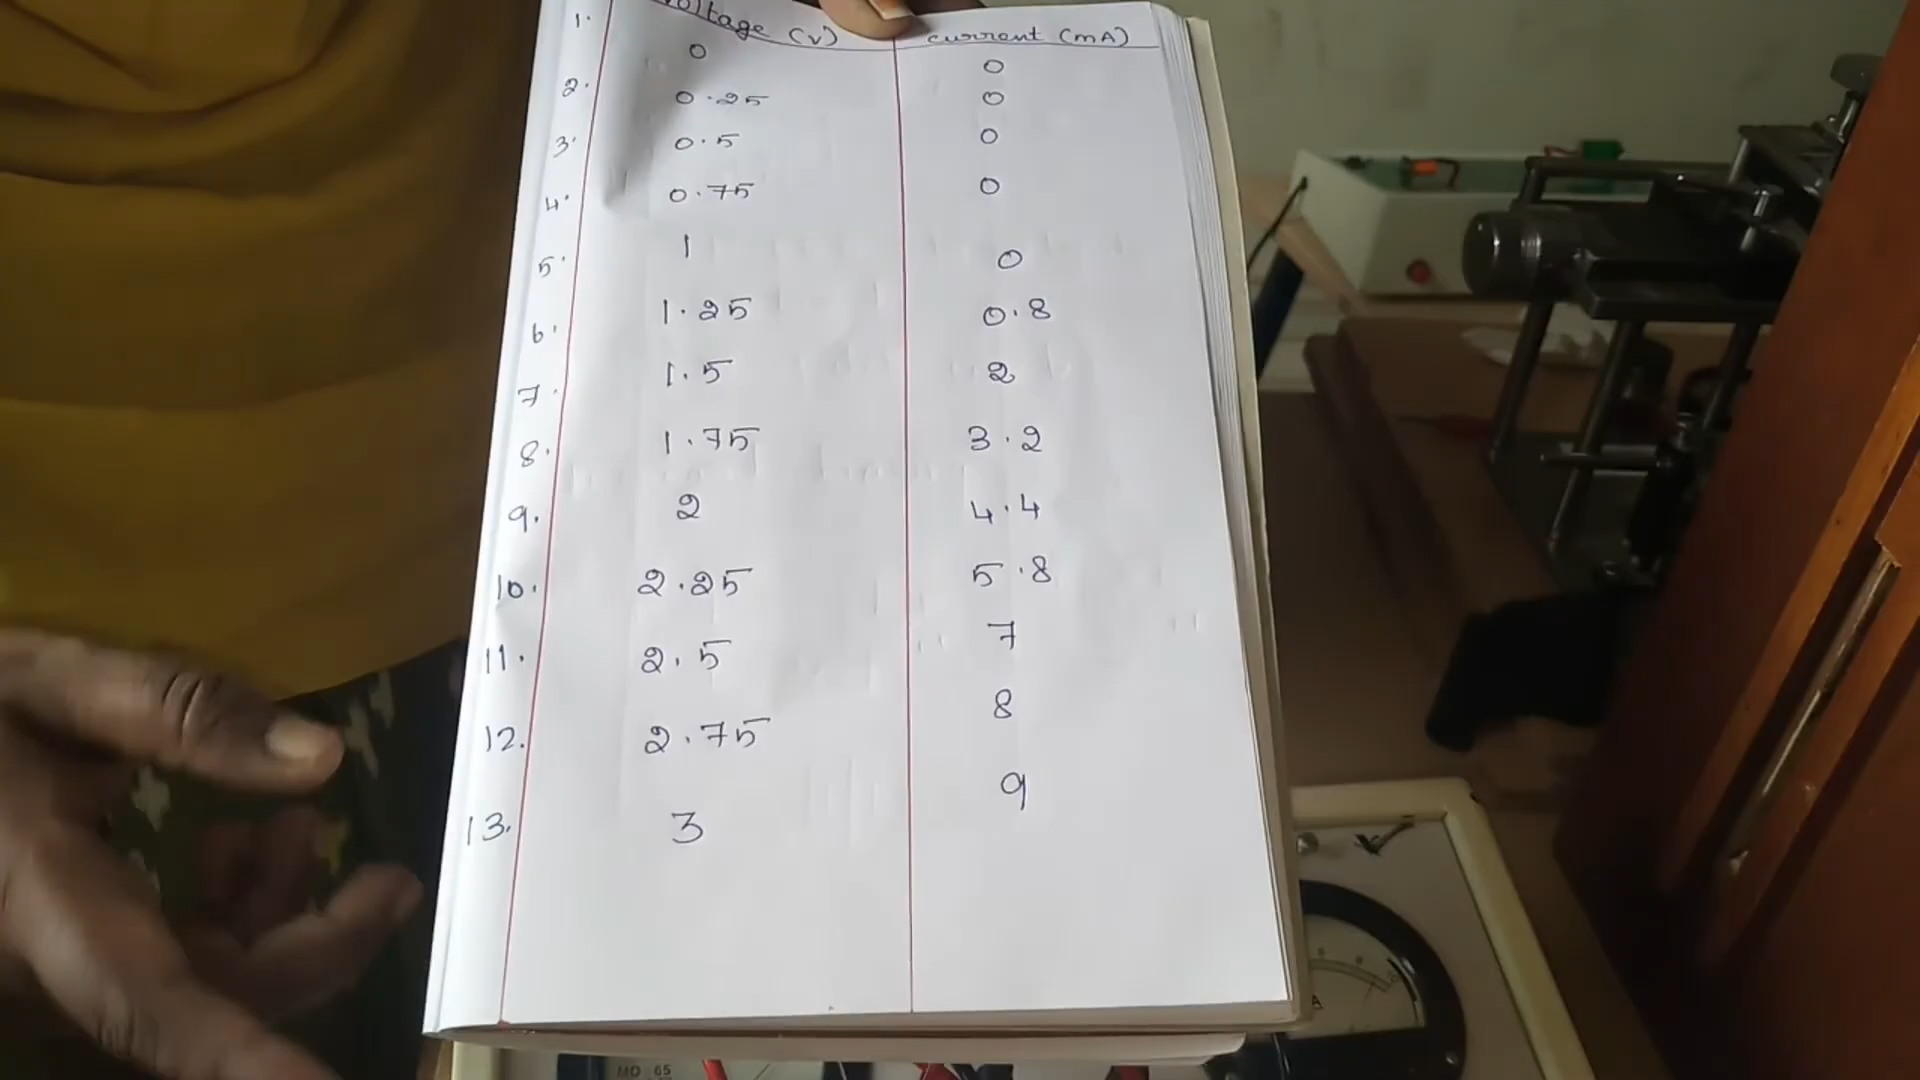 Voltage (V) current (mA)
1. 0 0
2. 0.25 0
3. 0.5 0
4. 0.75 0
5. 1 0
6. 1.25 0.8
7. 1.5 2
8. 1.75 3.2
9. 2 4.4
10. 2.25 5.8
11. 2.5 7
12. 2.75 8
13. 3 9
A
MO 65